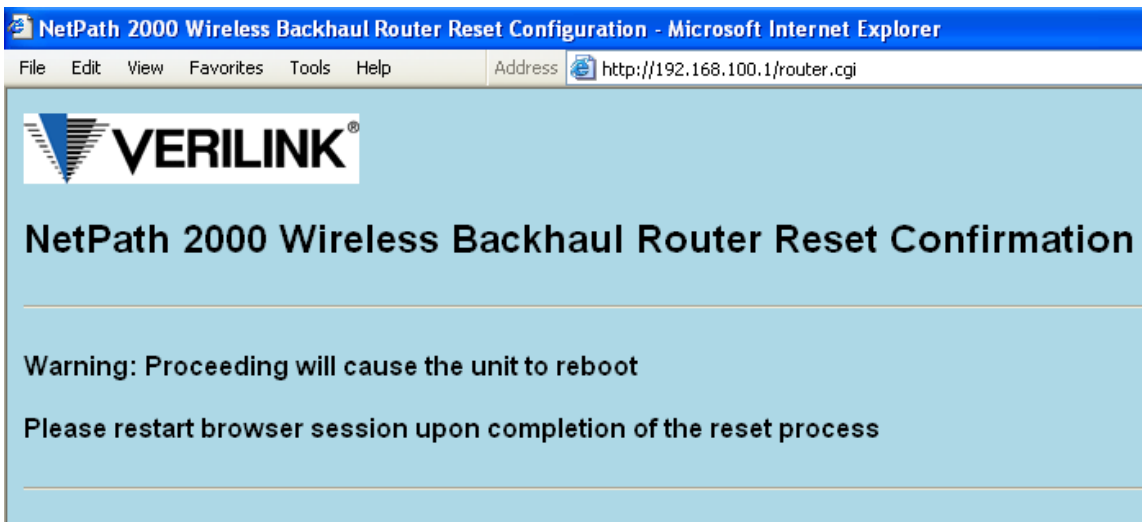 NetPath 2000 Wireless Backhaul Router Reset Configuration - Microsoft Internet Explorer
File Edit View Favorites Tools Help Address http://192.168.100.1/router.cgi
VERILINK®
NetPath 2000 Wireless Backhaul Router Reset Confirmation
Warning: Proceeding will cause the unit to reboot
Please restart browser session upon completion of the reset process